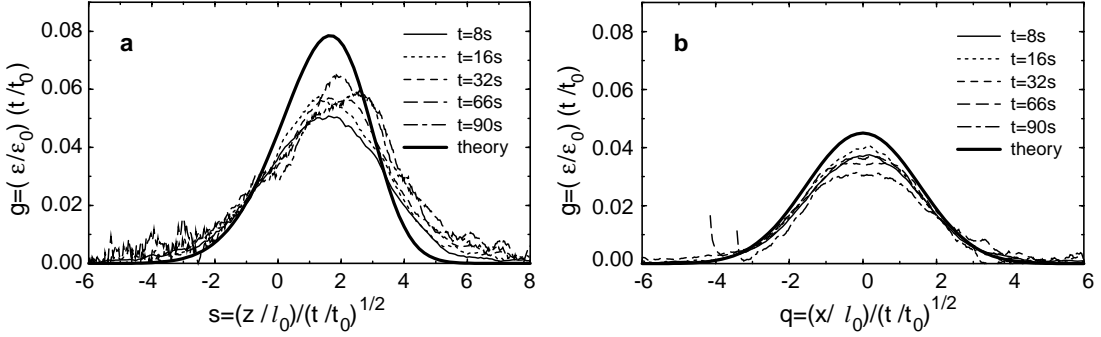 a
0.08
0.06
0.04
0.02
0.00
-6 -4 -2 0 2 4 6 8
g=( ε/ε0) (t/t0)
s=(z/l0)/(t/t0)1/2
t=8s
t=16s
t=32s
t=66s
t=90s
theory
b
0.08
0.06
0.04
0.02
0.00
-6 -4 -2 0 2 4 6
g=( ε/ε0) (t/t0)
q=(x/ l0)/(t/t0)1/2
t=8s
t=16s
t=32s
t=66s
t=90s
theory